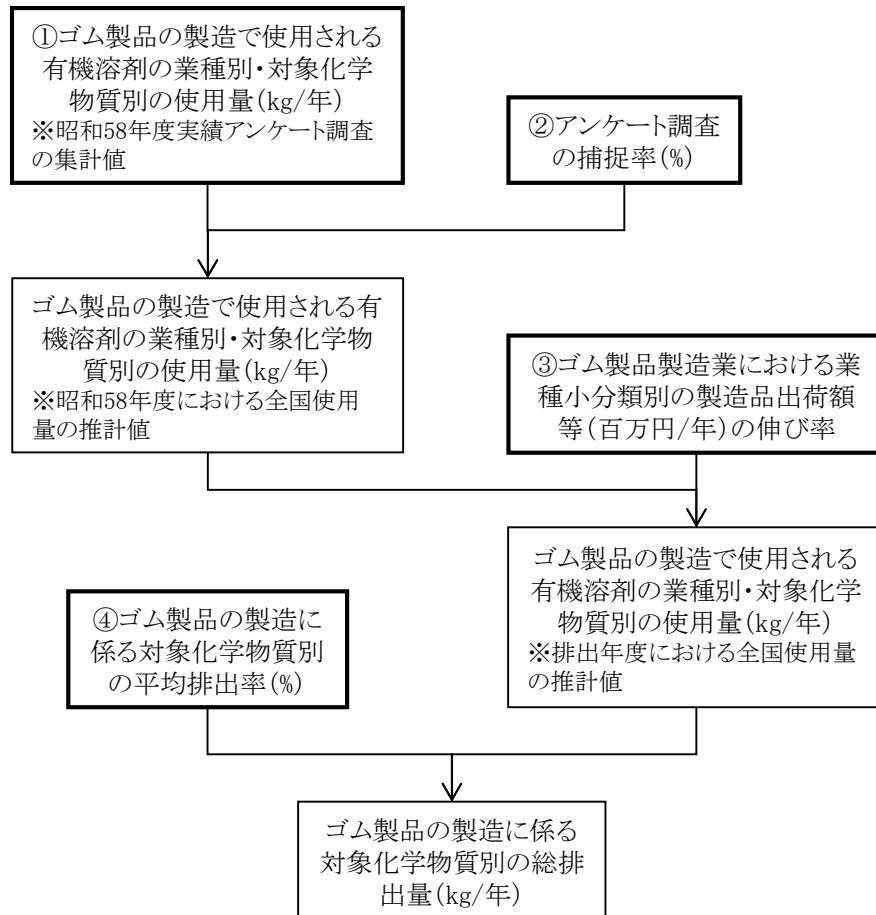 ①ゴム製品の製造で使用される
有機溶剤の業種別・対象化学
物質別の使用量(kg/年)
※昭和58年度実績アンケート調査
の集計値
②アンケート調査
の捕捉率(%)
ゴム製品の製造で使用される有
機溶剤の業種別・対象化学物
質別の使用量(kg/年)
※昭和58年度における全国使用
量の推計値
③ゴム製品製造業における業
種小分類別の製造品出荷額
等(百万円/年)の伸び率
ゴム製品の製造で使用される
有機溶剤の業種別・対象化学
物質別の使用量(kg/年)
※排出年度における全国使用量
の推計値
④ゴム製品の製造に
係る対象化学物質別
の平均排出率(%)
ゴム製品の製造に係る
対象化学物質別の総排
出量(kg/年)